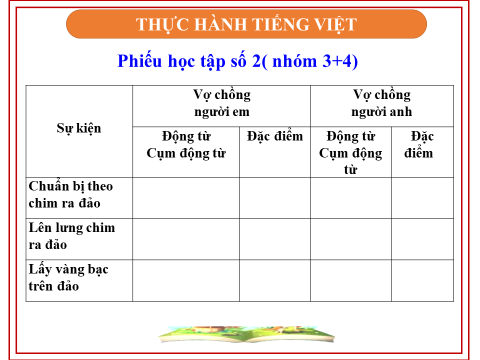 THỰC HÀNH TIẾNG VIỆT
Phiếu học tập số 2( nhóm 3+4)
Sự kiện
Vợ chồng
người em
Vợ chồng
người anh
Động từ
Cụm động từ
Đặc điểm
Động từ
Cụm động
từ
Đặc
điểm
Chuẩn bị theo
chim ra đảo
Lên lưng chim
ra đảo
Lấy vàng bạc
trên đảo